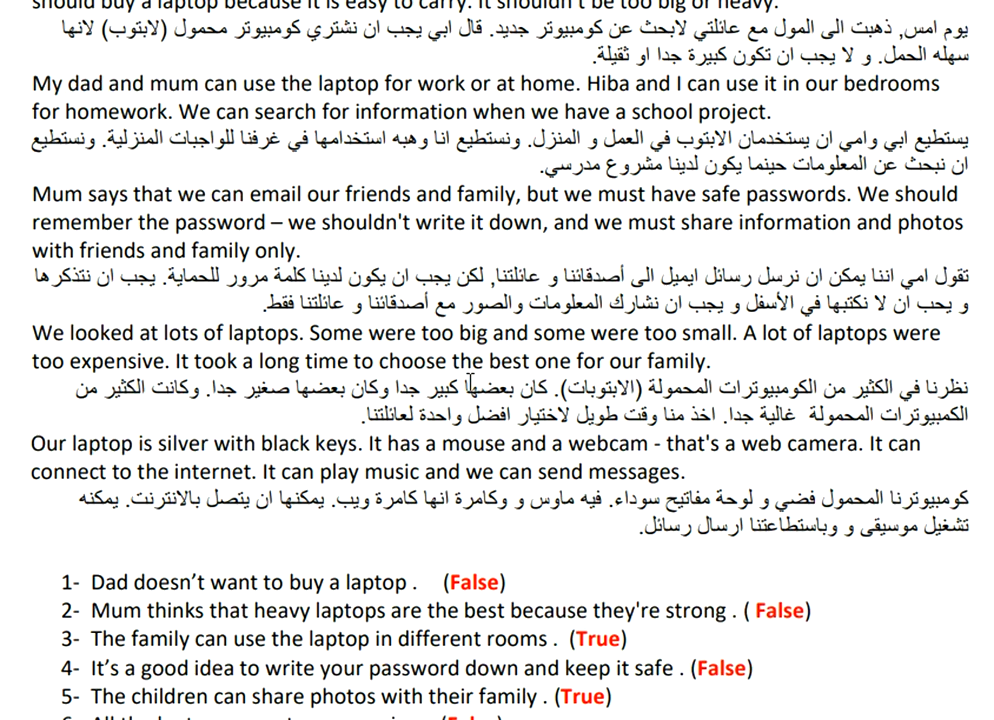 should buy a laptop because it is easy to carry. It shouldn't be too big or heavy.
يوم امس, ذهبت الى المول مع عائلتي لابحث عن كومبيوتر جديد. قال ابي يجب ان نشتري كومبيوتر محمول (لابتوب) لانها
سهله الحمل. و لا يجب ان تكون كبيرة جدا او ثقيلة.
My dad and mum can use the laptop for work or at home. Hiba and I can use it in our bedrooms
for homework. We can search for information when we have a school project.
يستطيع ابي وامي ان يستخدمان الابتوب في العمل و المنزل. ونستطيع انا وهبه استخدامها في غرفنا للواجبات المنزلية. ونستطيع
ان نبحث عن المعلومات حينما يكون لدينا مشروع مدرسي.
Mum says that we can email our friends and family, but we must have safe passwords. We should
remember the password – we shouldn't write it down, and we must share information and photos
with friends and family only.
تقول امي اننا يمكن ان نرسل رسائل ايميل الى أصدقائنا و عائلتنا, لكن يجب ان يكون لدينا كلمة مرور للحماية. يجب ان نتذكرها
و يحب ان لا نكتبها في الأسفل و يجب ان نشارك المعلومات والصور مع أصدقائنا و عائلتنا فقط.
We looked at lots of laptops. Some were too big and some were too small. A lot of laptops were
too expensive. It took a long time to choose the best one for our family.
نظرنا في الكثير من الكومبيوترات المحمولة (الابتوبات). كان بعضها كبير جدا وكان بعضها صغير جدا. وكانت الكثير من
الكمبيوترات المحمولة غالية جدا. اخذ منا وقت طويل لاختيار افضل واحدة لعائلتنا.
Our laptop is silver with black keys. It has a mouse and a webcam - that's a web camera. It can
connect to the internet. It can play music and we can send messages.
كومبيوترنا المحمول فضي و لوحة مفاتيح سوداء. فيه ماوس و وكامرة انها كامرة ويب. يمكنها ان يتصل بالانترنت. يمكنه
تشغيل موسيقى و وباستطاعتنا ارسال رسائل.
1- Dad doesn't want to buy a laptop . (False)
2- Mum thinks that heavy laptops are the best because they're strong . ( False)
3- The family can use the laptop in different rooms . (True)
4- It's a good idea to write your password down and keep it safe . (False)
5- The children can share photos with their family . (True)